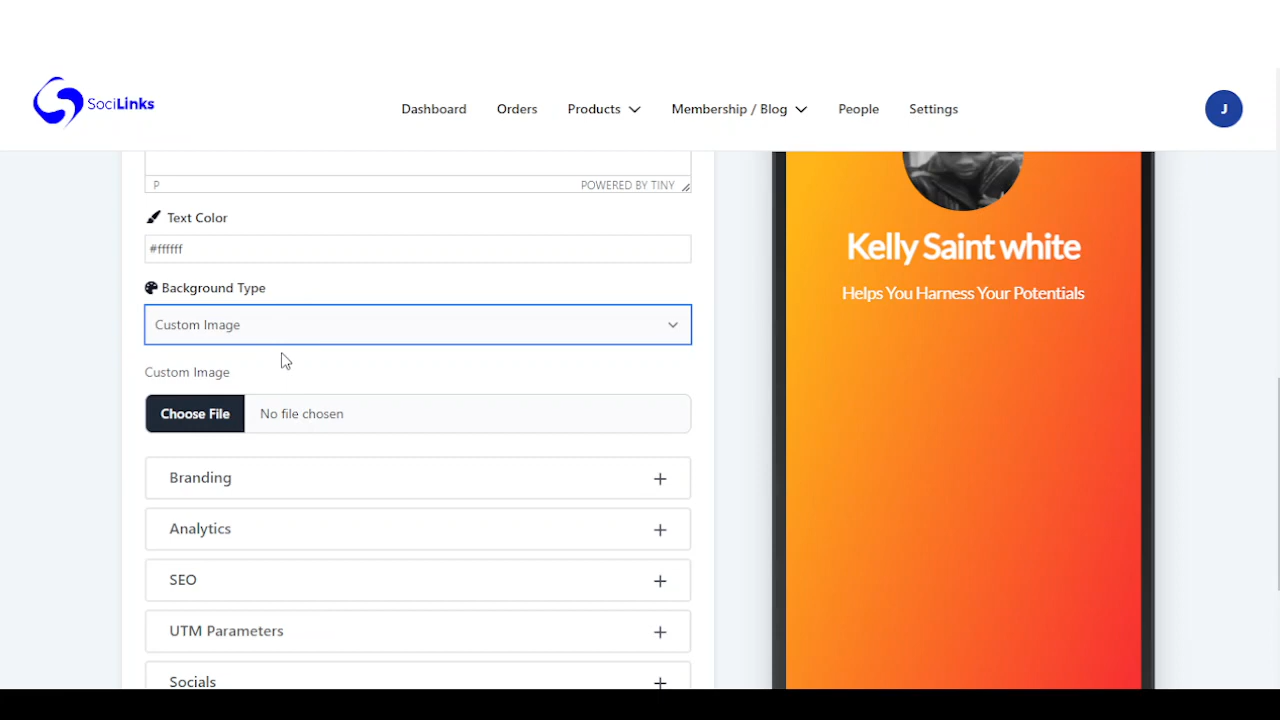 SociLinks
Dashboard Orders Products Membership / Blog People Settings
J
P POWERED BY TINY
Text Color
#ffffff
Background Type
Custom Image
Custom Image
Choose File No file chosen
Branding
Analytics
SEO
UTM Parameters
Socials
Kelly Saint white
Helps You Harness Your Potentials